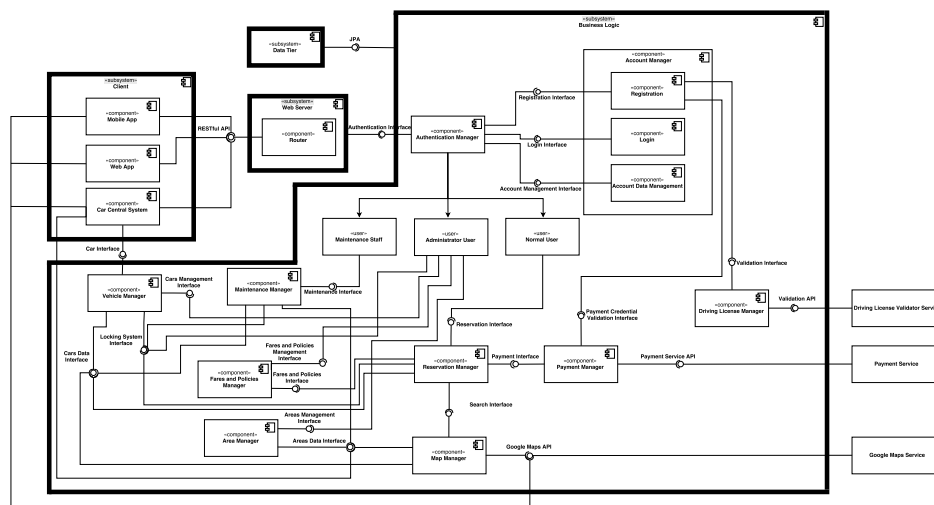 «subsystem»
Business Logic
«subsystem»
Data Tier
JPA
«component»
Account Manager
«subsystem»
Client
«component»
Registration
Registration Interface
«component»
Mobile App
«subsystem»
Web Server
RESTful API
«component»
Router
Authentication Interface
«component»
Authentication Manager
«component»
Login
Login Interface
«component»
Web App
«component»
Account Data Management
Account Management Interface
«component»
Car Central System
«user»
Maintenance Staff
«user»
Administrator User
«user»
Normal User
Car Interface
Validation Interface
«component»
Vehicle Manager
Cars Management
Interface
«component»
Maintenance Manager
Maintenance Interface
«component»
Driving License Manager
Validation API
Driving License Validator Servi
Payment Credential
Validation Interface
Reservation Interface
Locking System
Interface
Cars Data
Interface
Fares and Policies
Management
Interface
«component»
Fares and Policies
Manager
Fares and Policies
Interface
«component»
Reservation Manager
Payment Interface
«component»
Payment Manager
Payment Service API
Payment Service
Search Interface
Areas Management
Interface
«component»
Area Manager
Areas Data Interface
«component»
Map Manager
Google Maps API
Google Maps Service